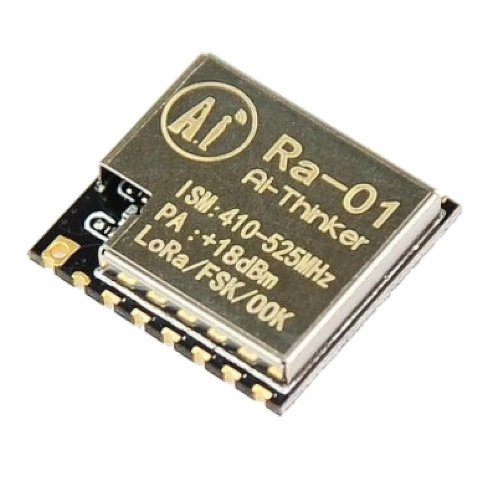 Ai
Ra-01
AI-Thinker
ISM:410-525MHz
PA:+18dBm
LoRa/FSK/OOK